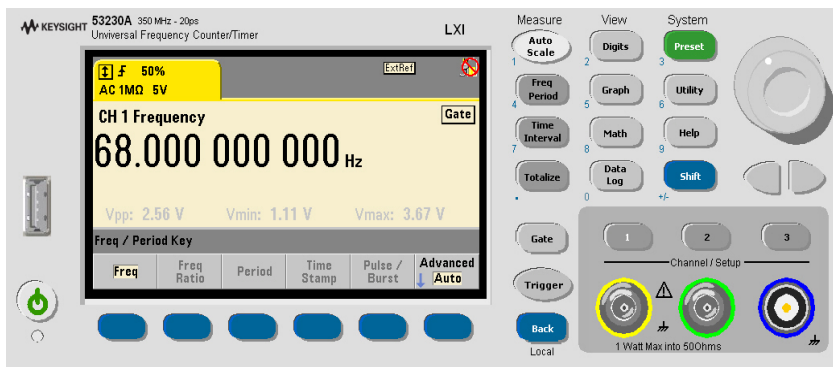 KEYSIGHT
53230A 350 MHz - 20ps
Unviversal Frequency Counter/Timer
LXI
50%
ExtRef
AC 1MΩ 5V
CH 1 Frequency
Gate
68.000 000 000 Hz
Vpp: 2.56 V Vmin: 1.11 V Vmax: 3.67 V
Freq / Period Key
Freq
Freq Ratio
Period
Time Stamp
Pulse / Burst
Advanced
Auto
Measure View System
Auto Scale
1
Digits
2
Preset
3
Freq Period
4
Graph
5
Utility
6
Time Interval
7
Math
8
Help
9
Totalize
.
Data Log
0
Shift
+/-
Gate
Trigger
Back
Local
1 2 3
Channel / Setup
1 Watt Max into 50Ohms